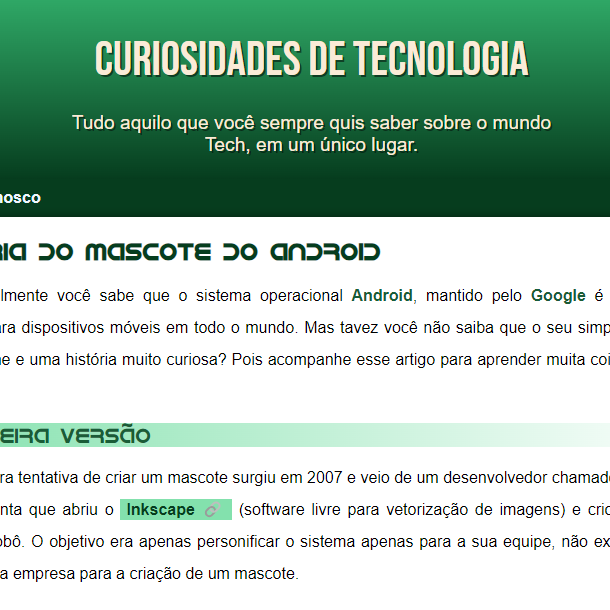 CURIOSIDADES DE TECNOLOGIA
Tudo aquilo que você sempre quis saber sobre o mundo
Tech, em um único lugar.
nosco
RIA DO MASCOTE DO ANDROID
lmente você sabe que o sistema operacional Android, mantido pelo Google é
ara dispositivos móveis em todo o mundo. Mas tavez você não saiba que o seu simp
e e uma história muito curiosa? Pois acompanhe esse artigo para aprender muita coi
EIRA VERSÃO
ra tentativa de criar um mascote surgiu em 2007 e veio de um desenvolvedor chamad
nta que abriu o Inkscape (software livre para vetorização de imagens) e cric
obô. O objetivo era apenas personificar o sistema apenas para a sua equipe, não ex
a empresa para a criação de um mascote.